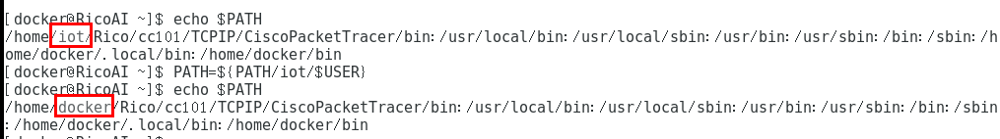 [docker@RicoAI ~]$ echo $PATH
/home/iot/Rico/cc101/TCPIP/CiscoPacketTracer/bin:/usr/local/bin:/usr/local/sbin:/usr/bin:/usr/sbin:/bin:/sbin:/h
ome/docker/.local/bin:/home/docker/bin
[docker@RicoAI ~]$ PATH=${PATH/iot/$USER}
[docker@RicoAI ~]$ echo $PATH
/home/docker/Rico/cc101/TCPIP/CiscoPacketTracer/bin:/usr/local/bin:/usr/local/sbin:/usr/bin:/usr/sbin:/bin:/sbin
:/home/docker/.local/bin:/home/docker/bin